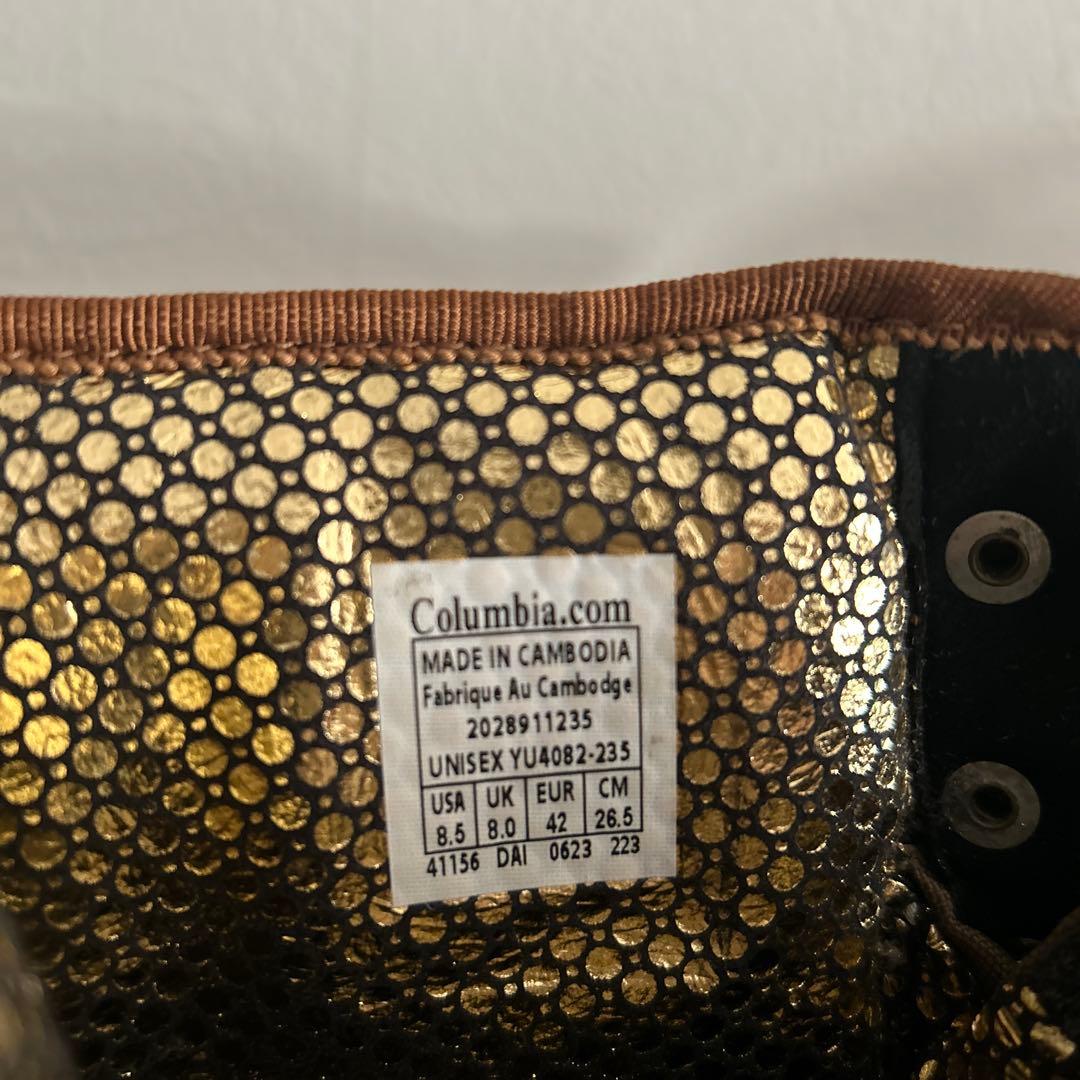 Columbia.com
MADE IN CAMBODIA
Fabrique Au Cambodge
2028911235
UNISEX YU4082-235
USA UK EUR CM
8.5 8.0 42 26.5
41156 DAI 0623 223